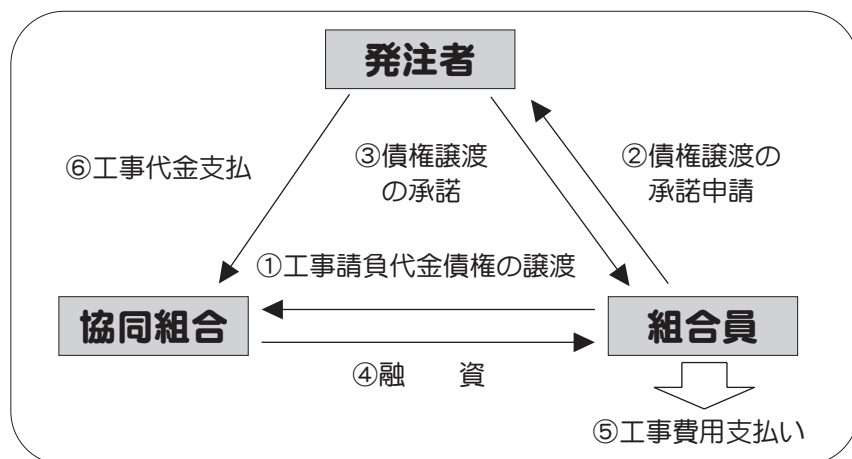 発注者
⑥工事代金支払
③債権譲渡
の承諾
②債権譲渡の
承諾申請
①工事請負代金債権の譲渡
協同組合
組合員
④融　　資
⑤工事費用支払い